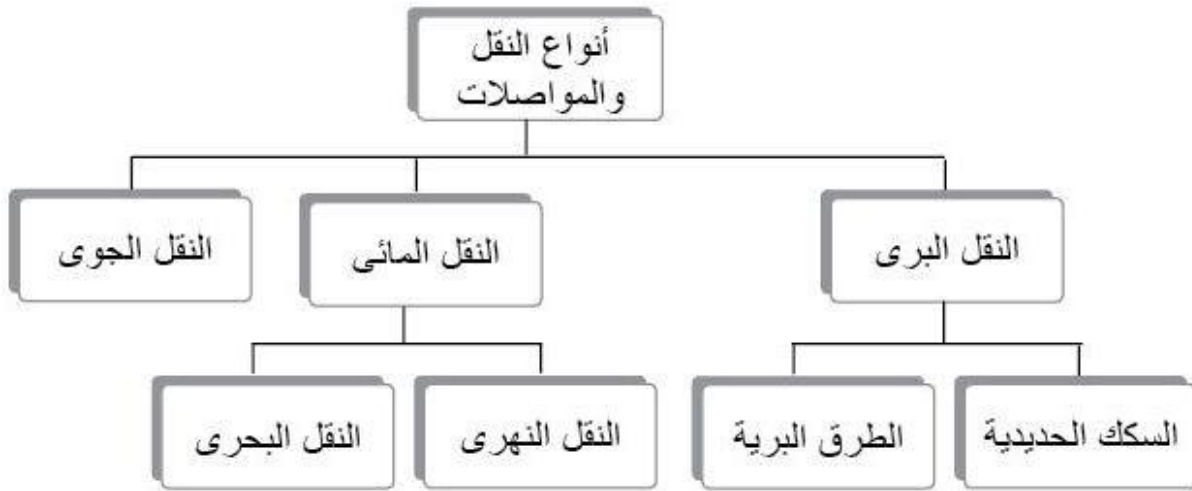 أنواع النقل
والمواصلات
النقل البرى
النقل المائى
النقل الجوى
السكك الحديدية
الطرق البرية
النقل النهرى
النقل البحرى